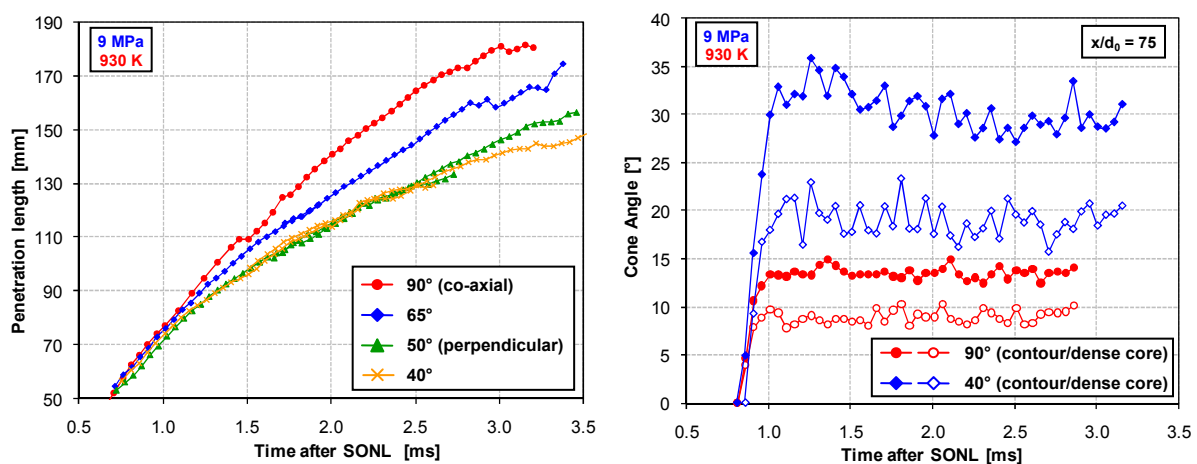 190
170
150
130
110
90
70
50
Penetration length [mm]
9 MPa
930 K
90° (co-axial)
65°
50° (perpendicular)
40°
0.5 1.0 1.5 2.0 2.5 3.0 3.5
Time after SONL [ms]
40
35
30
25
20
15
10
5
0
Cone Angle [°]
9 MPa
930 K
x/d0 = 75
90° (contour/dense core)
40° (contour/dense core)
0.5 1.0 1.5 2.0 2.5 3.0 3.5
Time after SONL [ms]